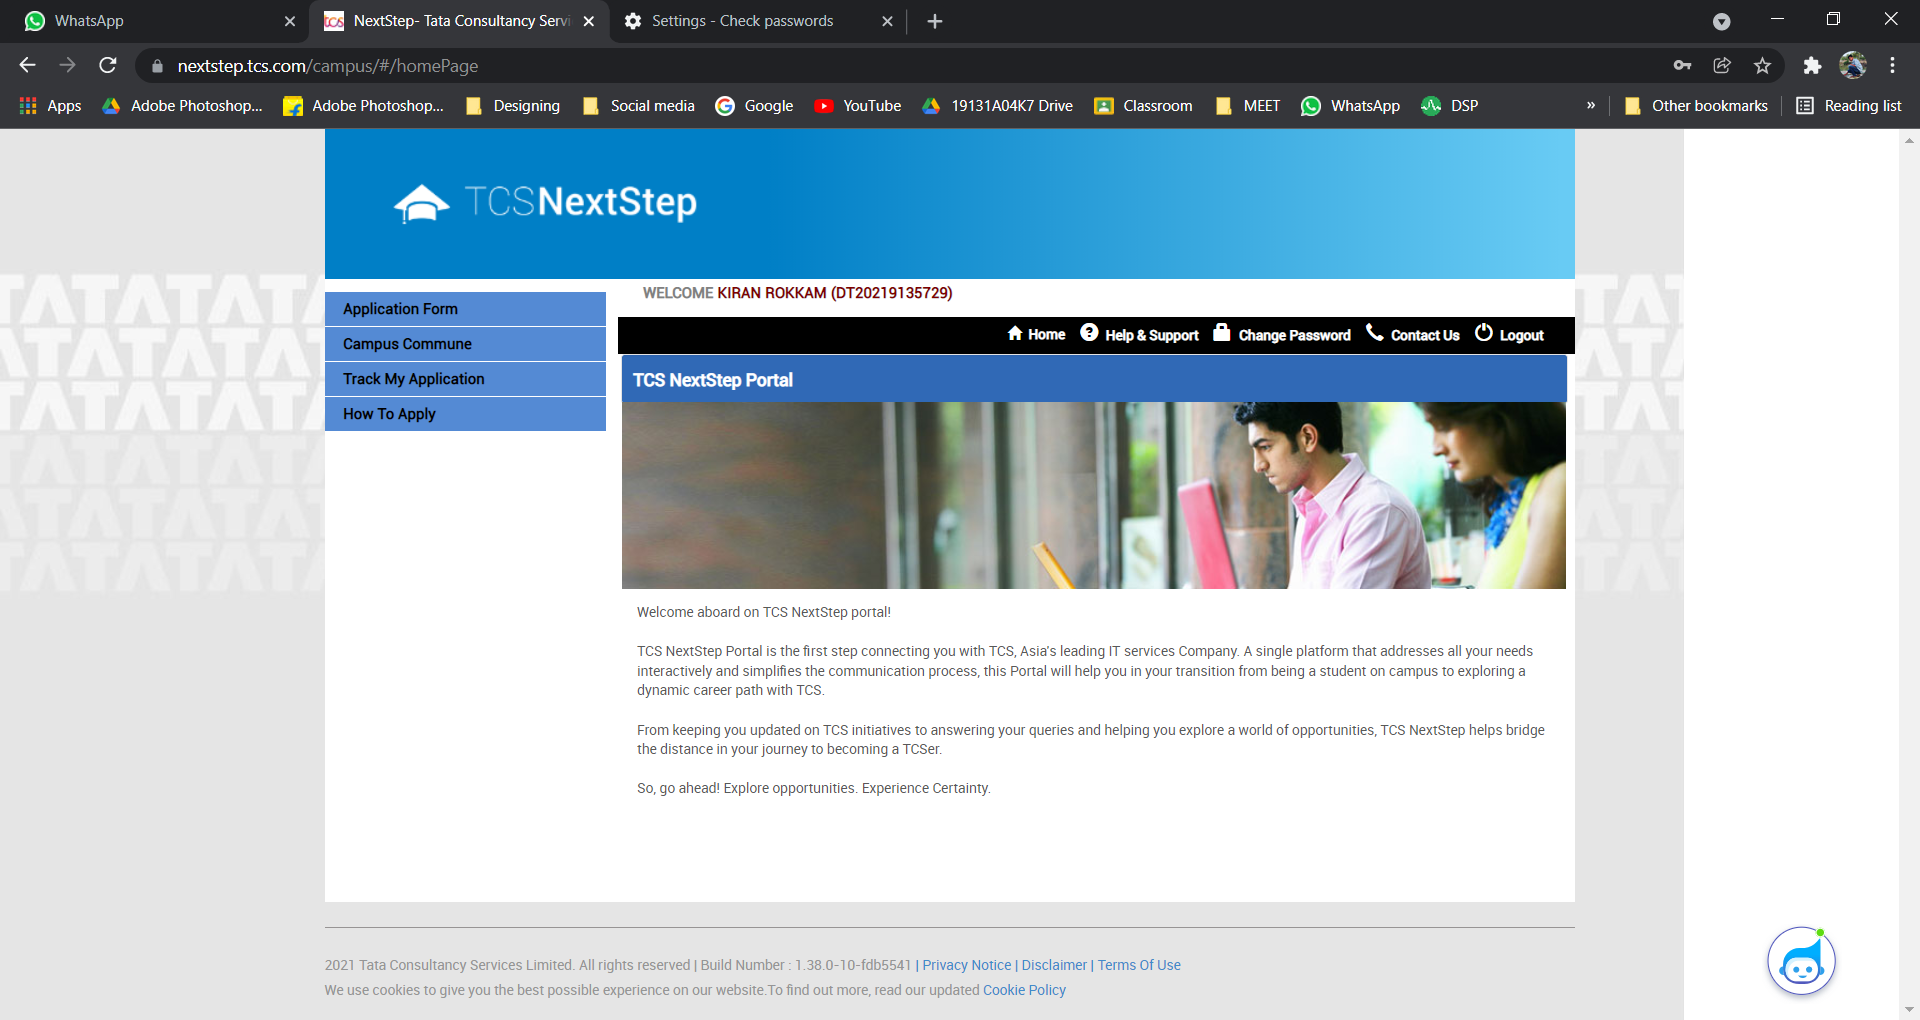 WhatsApp
NextStep- Tata Consultancy Servi
Settings - Check passwords
nextstep.tcs.com/campus/#/homePage
Apps
Adobe Photoshop...
Adobe Photoshop...
Designing
Social media
Google
YouTube
19131A04K7 Drive
Classroom
MEET
WhatsApp
DSP
»
Other bookmarks
Reading list
TCSNextStep
WELCOME KIRAN ROKKAM (DT20219135729)
Home
Help & Support
Change Password
Contact Us
Logout
Application Form
Campus Commune
Track My Application
How To Apply
TCS NextStep Portal
Welcome aboard on TCS NextStep portal!
TCS NextStep Portal is the first step connecting you with TCS, Asia's leading IT services Company. A single platform that addresses all your needs
interactively and simplifies the communication process, this Portal will help you in your transition from being a student on campus to exploring a
dynamic career path with TCS.
From keeping you updated on TCS initiatives to answering your queries and helping you explore a world of opportunities, TCS NextStep helps bridge
the distance in your journey to becoming a TCSer.
So, go ahead! Explore opportunities. Experience Certainty.
2021 Tata Consultancy Services Limited. All rights reserved | Build Number : 1.38.0-10-fdb5541 | Privacy Notice | Disclaimer | Terms Of Use
We use cookies to give you the best possible experience on our website.To find out more, read our updated Cookie Policy